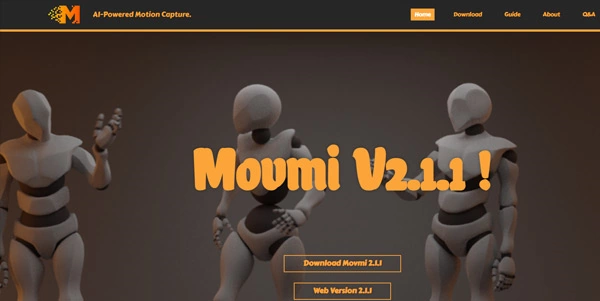 M AI-Powered Motion Capture. Home Download Guide About Q&A
Movmi V2.1.1 !
Download Movmi 2.1.1
Web Version 2.1.1